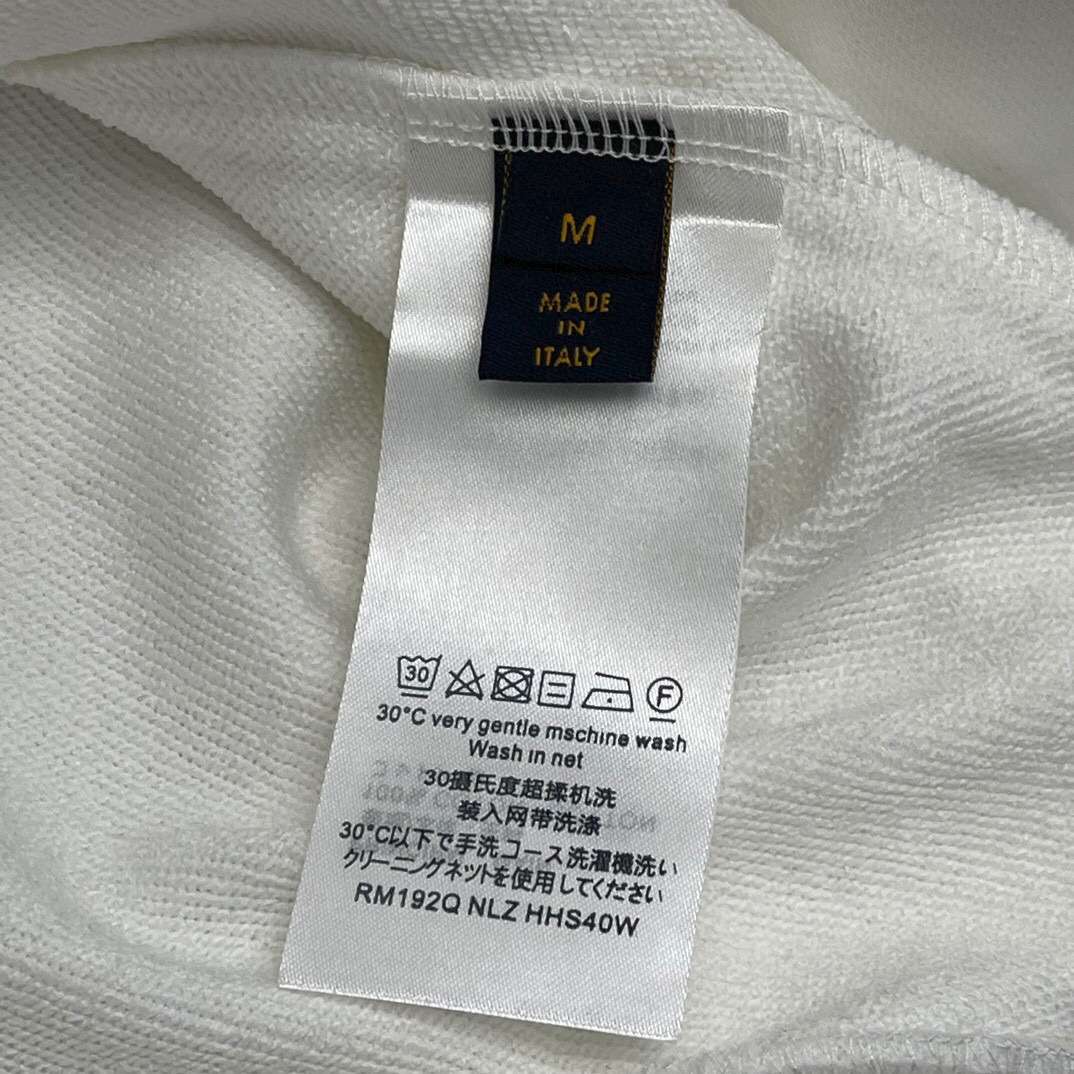 M
MADE
IN
ITALY
30
F
30°C very gentle mschine wash
Wash in net
30摄氏度超揉机洗
装入网带洗涤
30°C以下で手洗コース洗濯機洗い
クリーニングネットを使用してください
RM192Q NLZ HHS40W